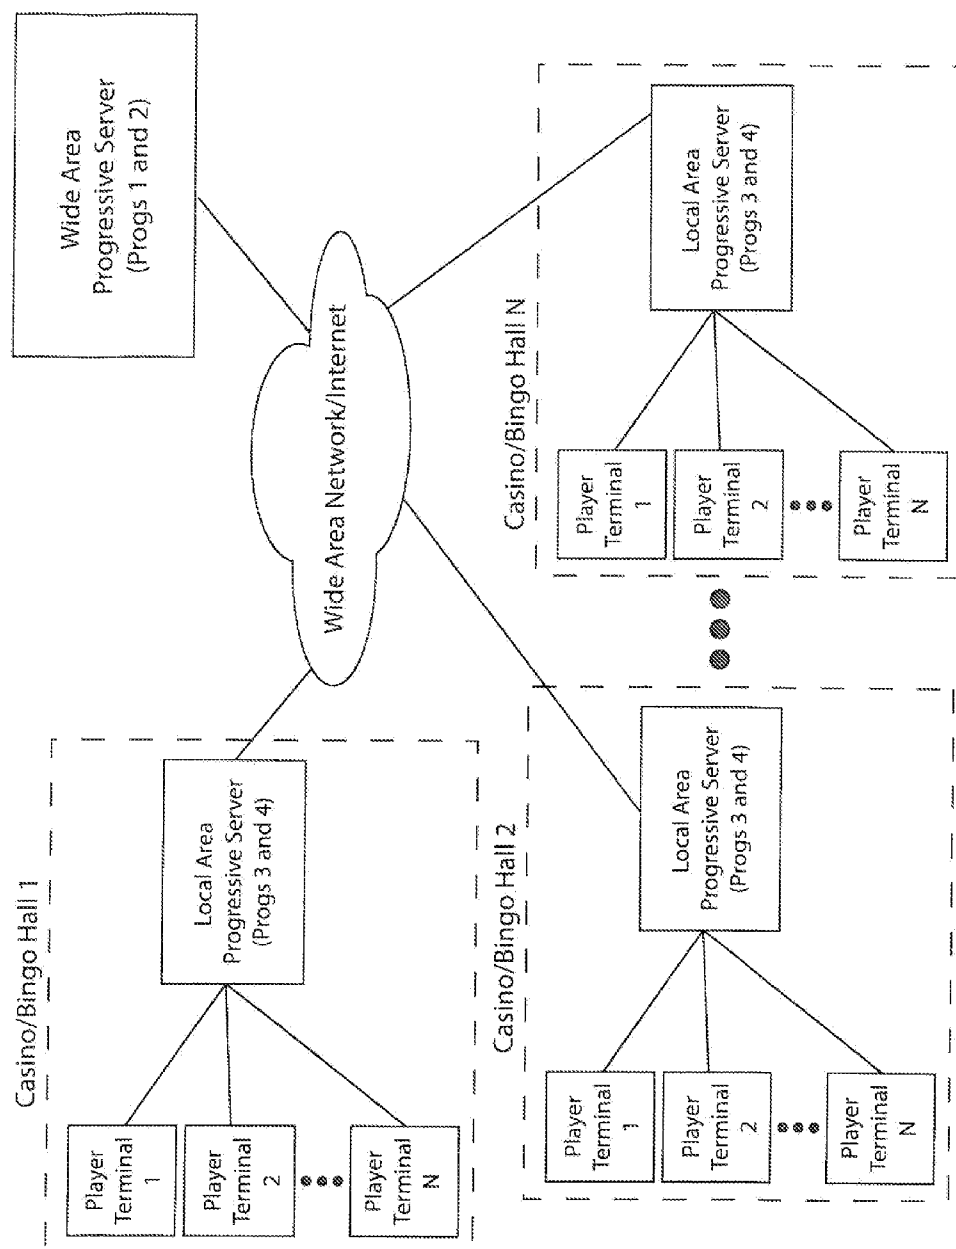 Wide Area
Progressive Server
(Progs 1 and 2)
Wide Area Network/Internet
Casino/Bingo Hall 1
Local Area
Progressive Server
(Progs 3 and 4)
Player
Terminal
1
Player
Terminal
2
Player
Terminal
N
Casino/Bingo Hall 2
Local Area
Progressive Server
(Progs 3 and 4)
Player
Terminal
1
Player
Terminal
2
Player
Terminal
N
Casino/Bingo Hall N
Local Area
Progressive Server
(Progs 3 and 4)
Player
Terminal
1
Player
Terminal
2
Player
Terminal
N